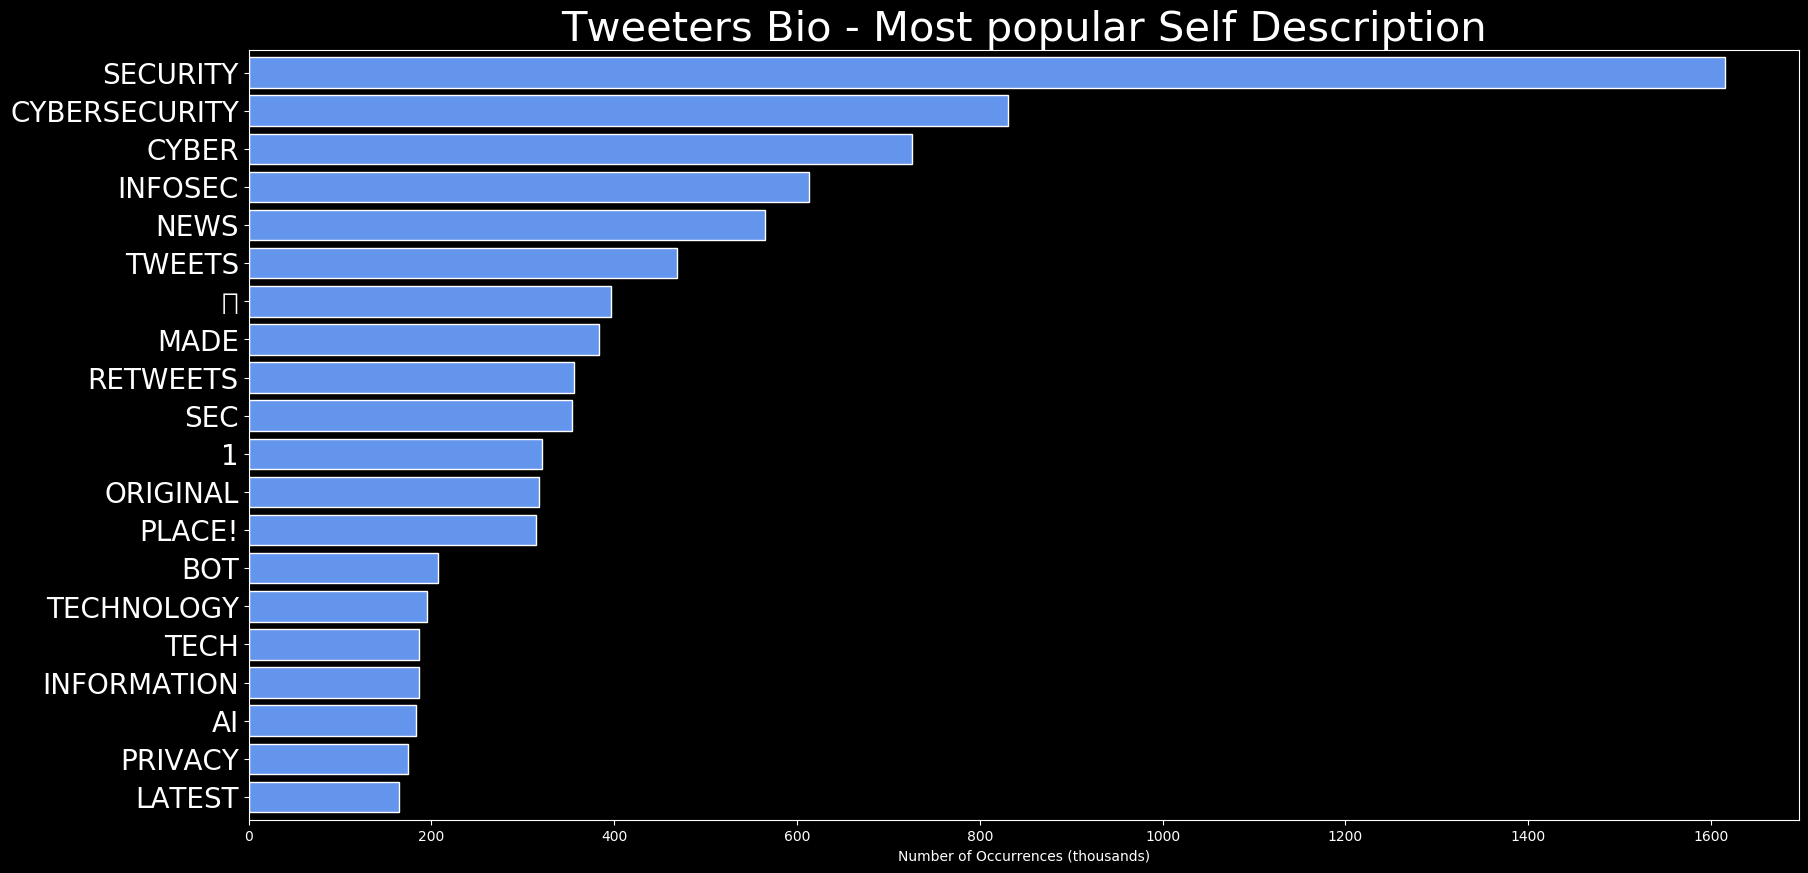 Tweeters Bio - Most popular Self Description
SECURITY
CYBERSECURITY
CYBER
INFOSEC
NEWS
TWEETS
MADE
RETWEETS
SEC
1
ORIGINAL
PLACE!
BOT
TECHNOLOGY
TECH
INFORMATION
AI
PRIVACY
LATEST
0 200 400 600 800 1000 1200 1400 1600
Number of Occurrences (thousands)